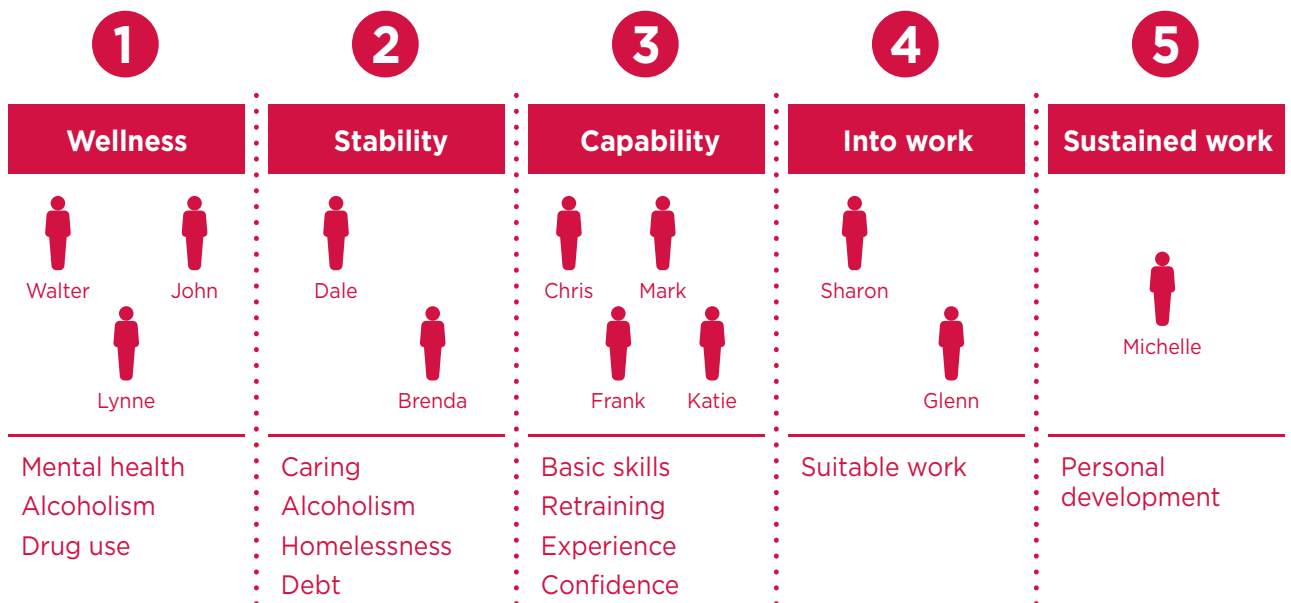 1
Wellness
Walter
John
Lynne
Mental health
Alcoholism
Drug use
2
Stability
Dale
Brenda
Caring
Alcoholism
Homelessness
Debt
3
Capability
Chris
Mark
Frank
Katie
Basic skills
Retraining
Experience
Confidence
4
Into work
Sharon
Glenn
Suitable work
5
Sustained work
Michelle
Personal
development